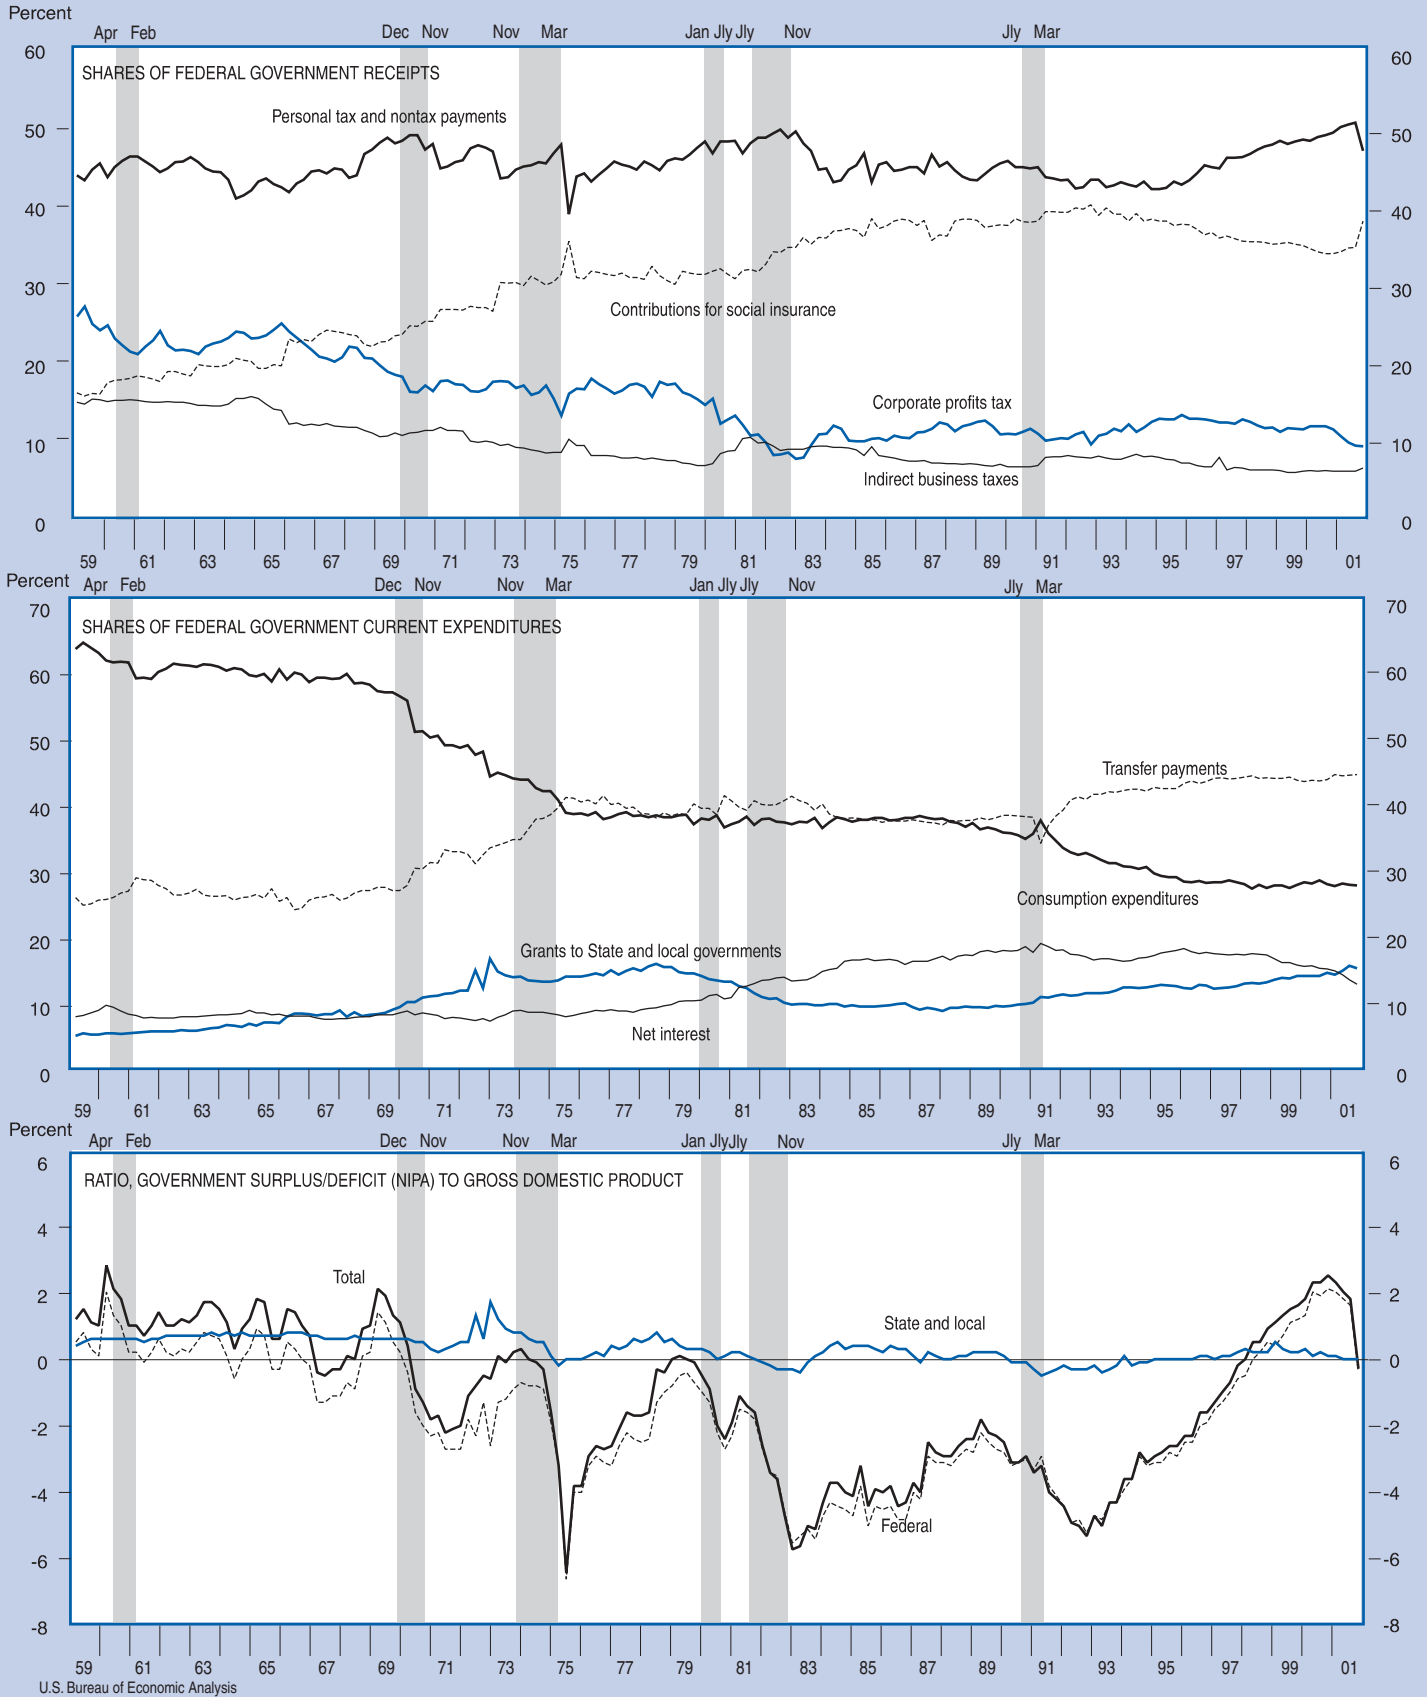 Percent
Apr Feb Dec Nov Nov Mar Jan Jly Jly Nov Jly Mar
60 60
SHARES OF FEDERAL GOVERNMENT RECEIPTS
Personal tax and nontax payments
50 50
40 40
30 30
Contributions for social insurance
20 20
Corporate profits tax
10 10
Indirect business taxes
0 0
59 61 63 65 67 69 71 73 75 77 79 81 83 85 87 89 91 93 95 97 99 01
Percent
Apr Feb Dec Nov Nov Mar Jan Jly Jly Nov Jly Mar
70 70
SHARES OF FEDERAL GOVERNMENT CURRENT EXPENDITURES
60 60
50 50
Transfer payments
40 40
30 30
Consumption expenditures
20 20
Grants to State and local governments
10 10
Net interest
0 0
59 61 63 65 67 69 71 73 75 77 79 81 83 85 87 89 91 93 95 97 99 01
Percent
Apr Feb Dec Nov Nov Mar Jan Jly Jly Nov Jly Mar
6 6
RATIO, GOVERNMENT SURPLUS/DEFICIT (NIPA) TO GROSS DOMESTIC PRODUCT
4 4
Total
2 2
State and local
0 0
-2 -2
-4 -4
Federal
-6 -6
-8 -8
59 61 63 65 67 69 71 73 75 77 79 81 83 85 87 89 91 93 95 97 99 01
U.S. Bureau of Economic Analysis